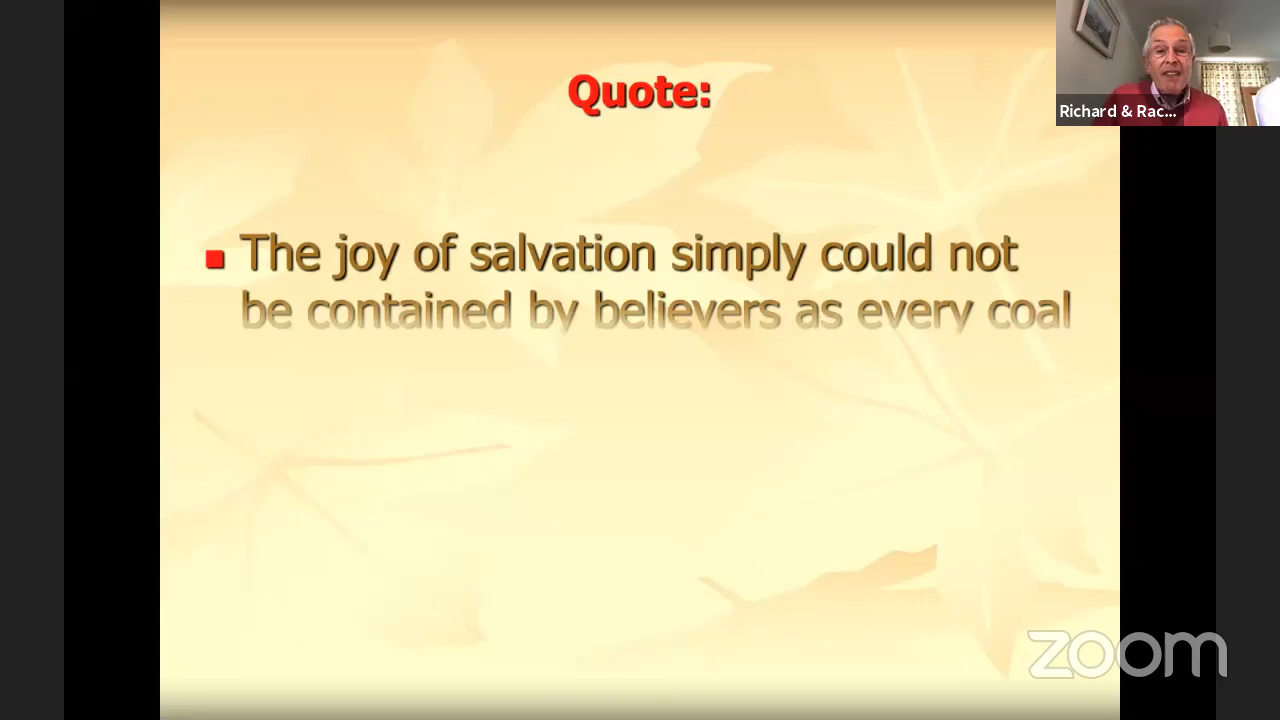 Quote:
The joy of salvation simply could not
be contained by believers as every coal
Richard & Rac...
zoom